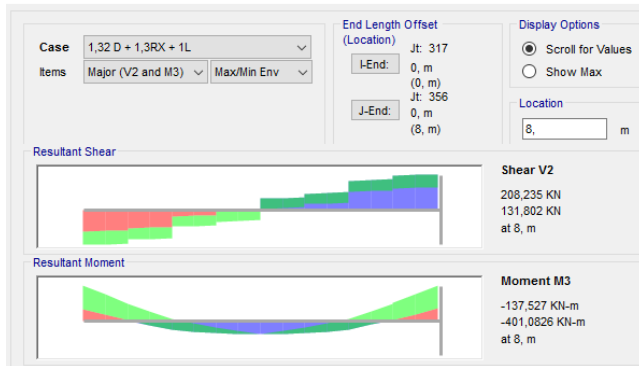 Case 1,32 D + 1,3RX + 1L
Items Major (V2 and M3) Max/Min Env
End Length Offset
(Location)
Jt: 317
I-End: 0, m
(0, m)
Jt: 356
J-End: 0, m
(8, m)
Display Options
Scroll for Values
Show Max
Location
8, m
Resultant Shear
Shear V2
208,235 KN
131,802 KN
at 8, m
Resultant Moment
Moment M3
-137,527 KN-m
-401,0826 KN-m
at 8, m